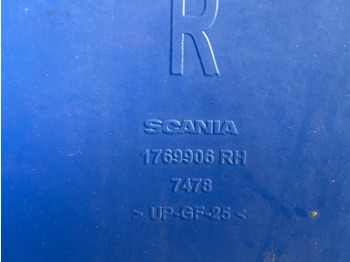 R
SCANIA
1769906 RH
7478
> UP-GF-25 <